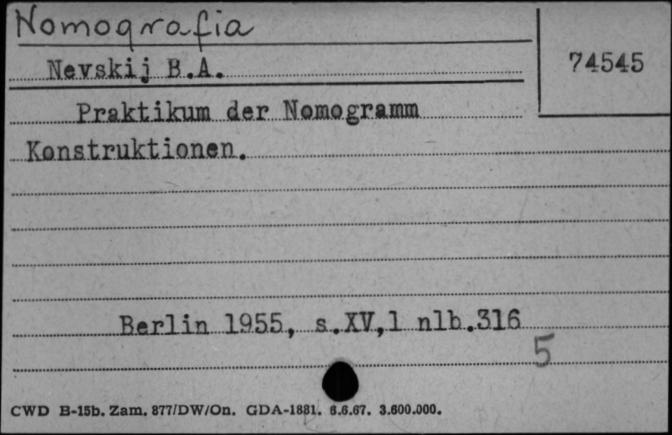 Nomografia
74545
Nevskij B.A.
Praktikum der Nomogramm
Konstruktionen.
Berlin 1955, s.XV,1 nlb.316
5
CWD B-15b. Zam. 877/DW/On. GDA-1881. 6.6.67. 3.600.000.